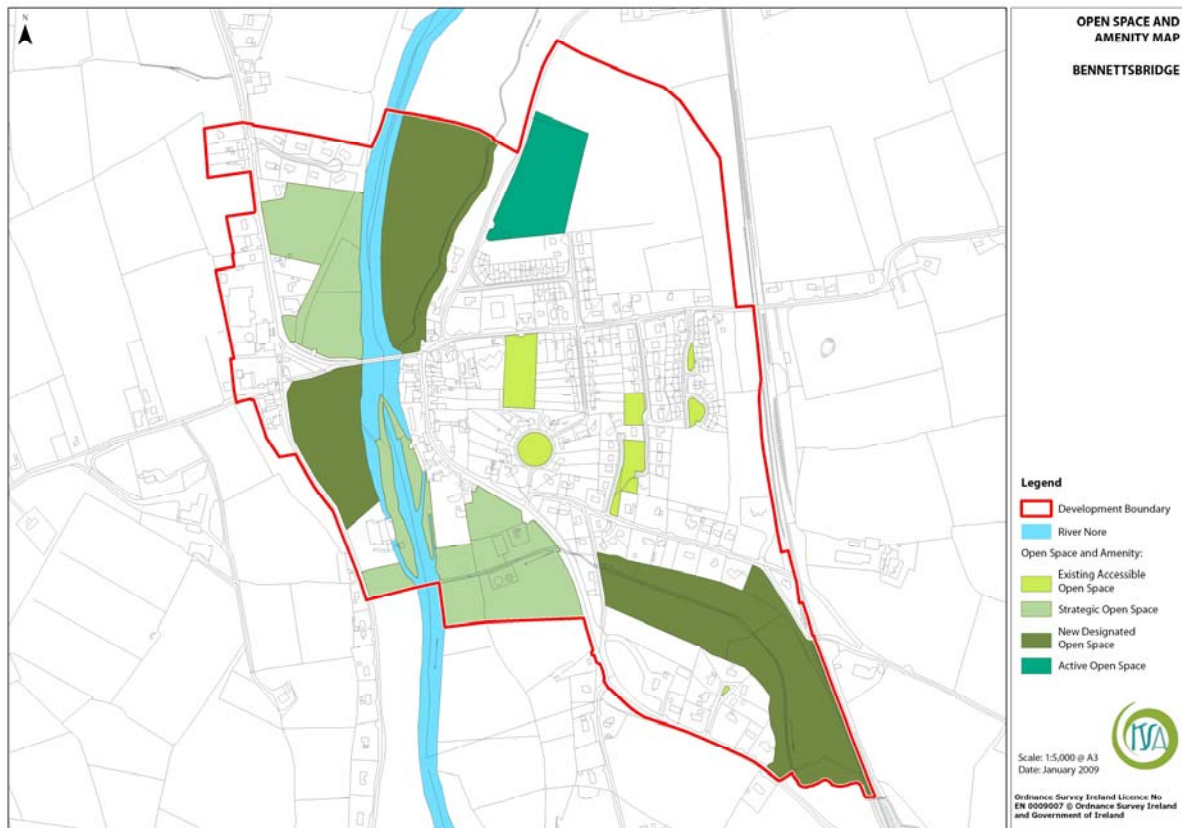 N
OPEN SPACE AND
AMENITY MAP
BENNETTSBRIDGE
Legend
Development Boundary
River Nore
Open Space and Amenity:
Existing Accessible
Open Space
Strategic Open Space
New Designated
Open Space
Active Open Space
Scale: 1:5,000 @ A3
Date: January 2009
Ordnance Survey Ireland Licence No
EN 0009007 © Ordnance Survey Ireland
and Government of Ireland